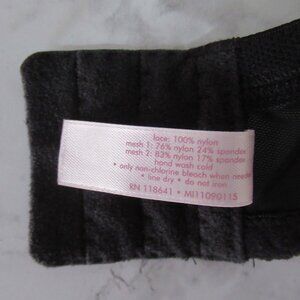 lace: 100% nylon
mesh 1: 76% nylon 24% spandex
mesh 2: 83% nylon 17% spandex
hand wash cold
• only non-chlorine bleach when needed
• line dry • do not iron
RN 118641 • MI11090115